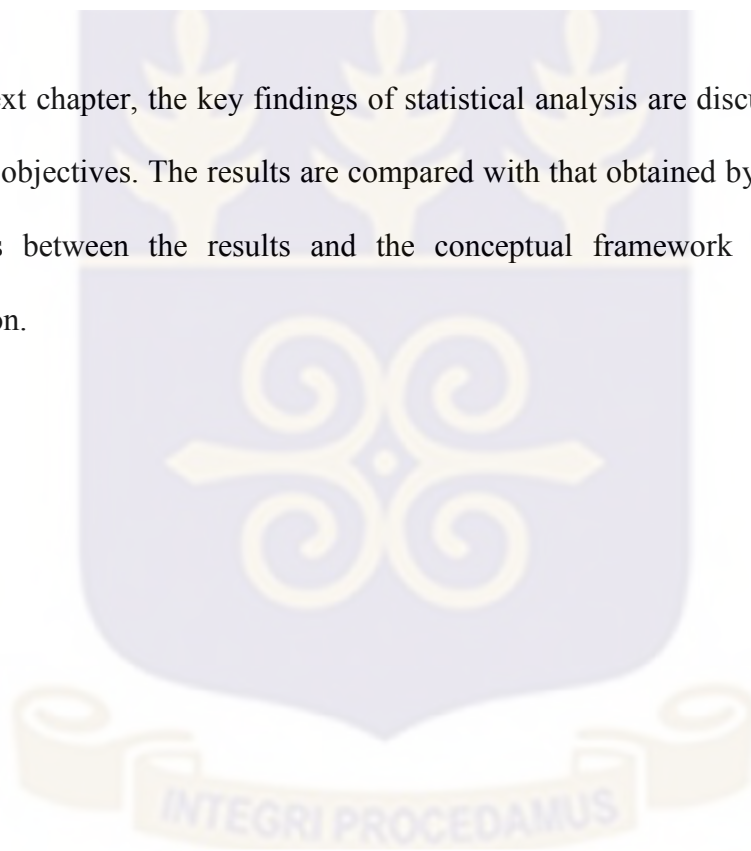 ext chapter, the key findings of statistical analysis are discu
objectives. The results are compared with that obtained by
s between the results and the conceptual framework
on.
INTEGRI PROCEDAMUS